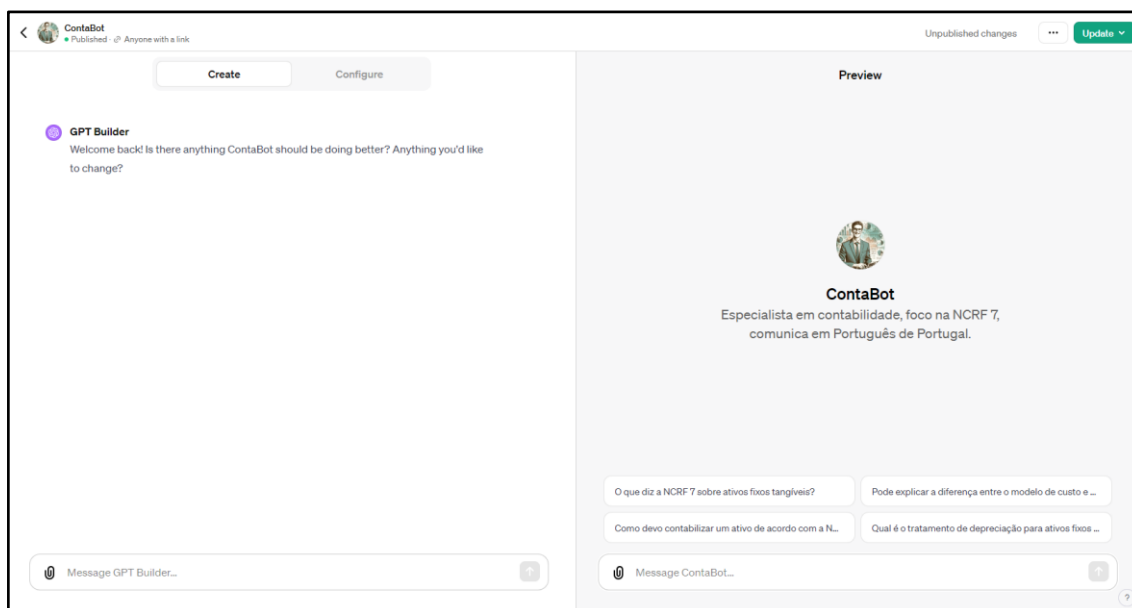 ContaBot
Published · Anyone with a link
Unpublished changes
...
Update
Create
Configure
Preview
GPT Builder
Welcome back! Is there anything ContaBot should be doing better? Anything you'd like
to change?
ContaBot
Especialista em contabilidade, foco na NCRF 7,
comunica em Português de Portugal.
O que diz a NCRF 7 sobre ativos fixos tangíveis?
Pode explicar a diferença entre o modelo de custo e ...
Como devo contabilizar um ativo de acordo com a N...
Qual é o tratamento de depreciação para ativos fixos ...
Message GPT Builder...
Message ContaBot...
?